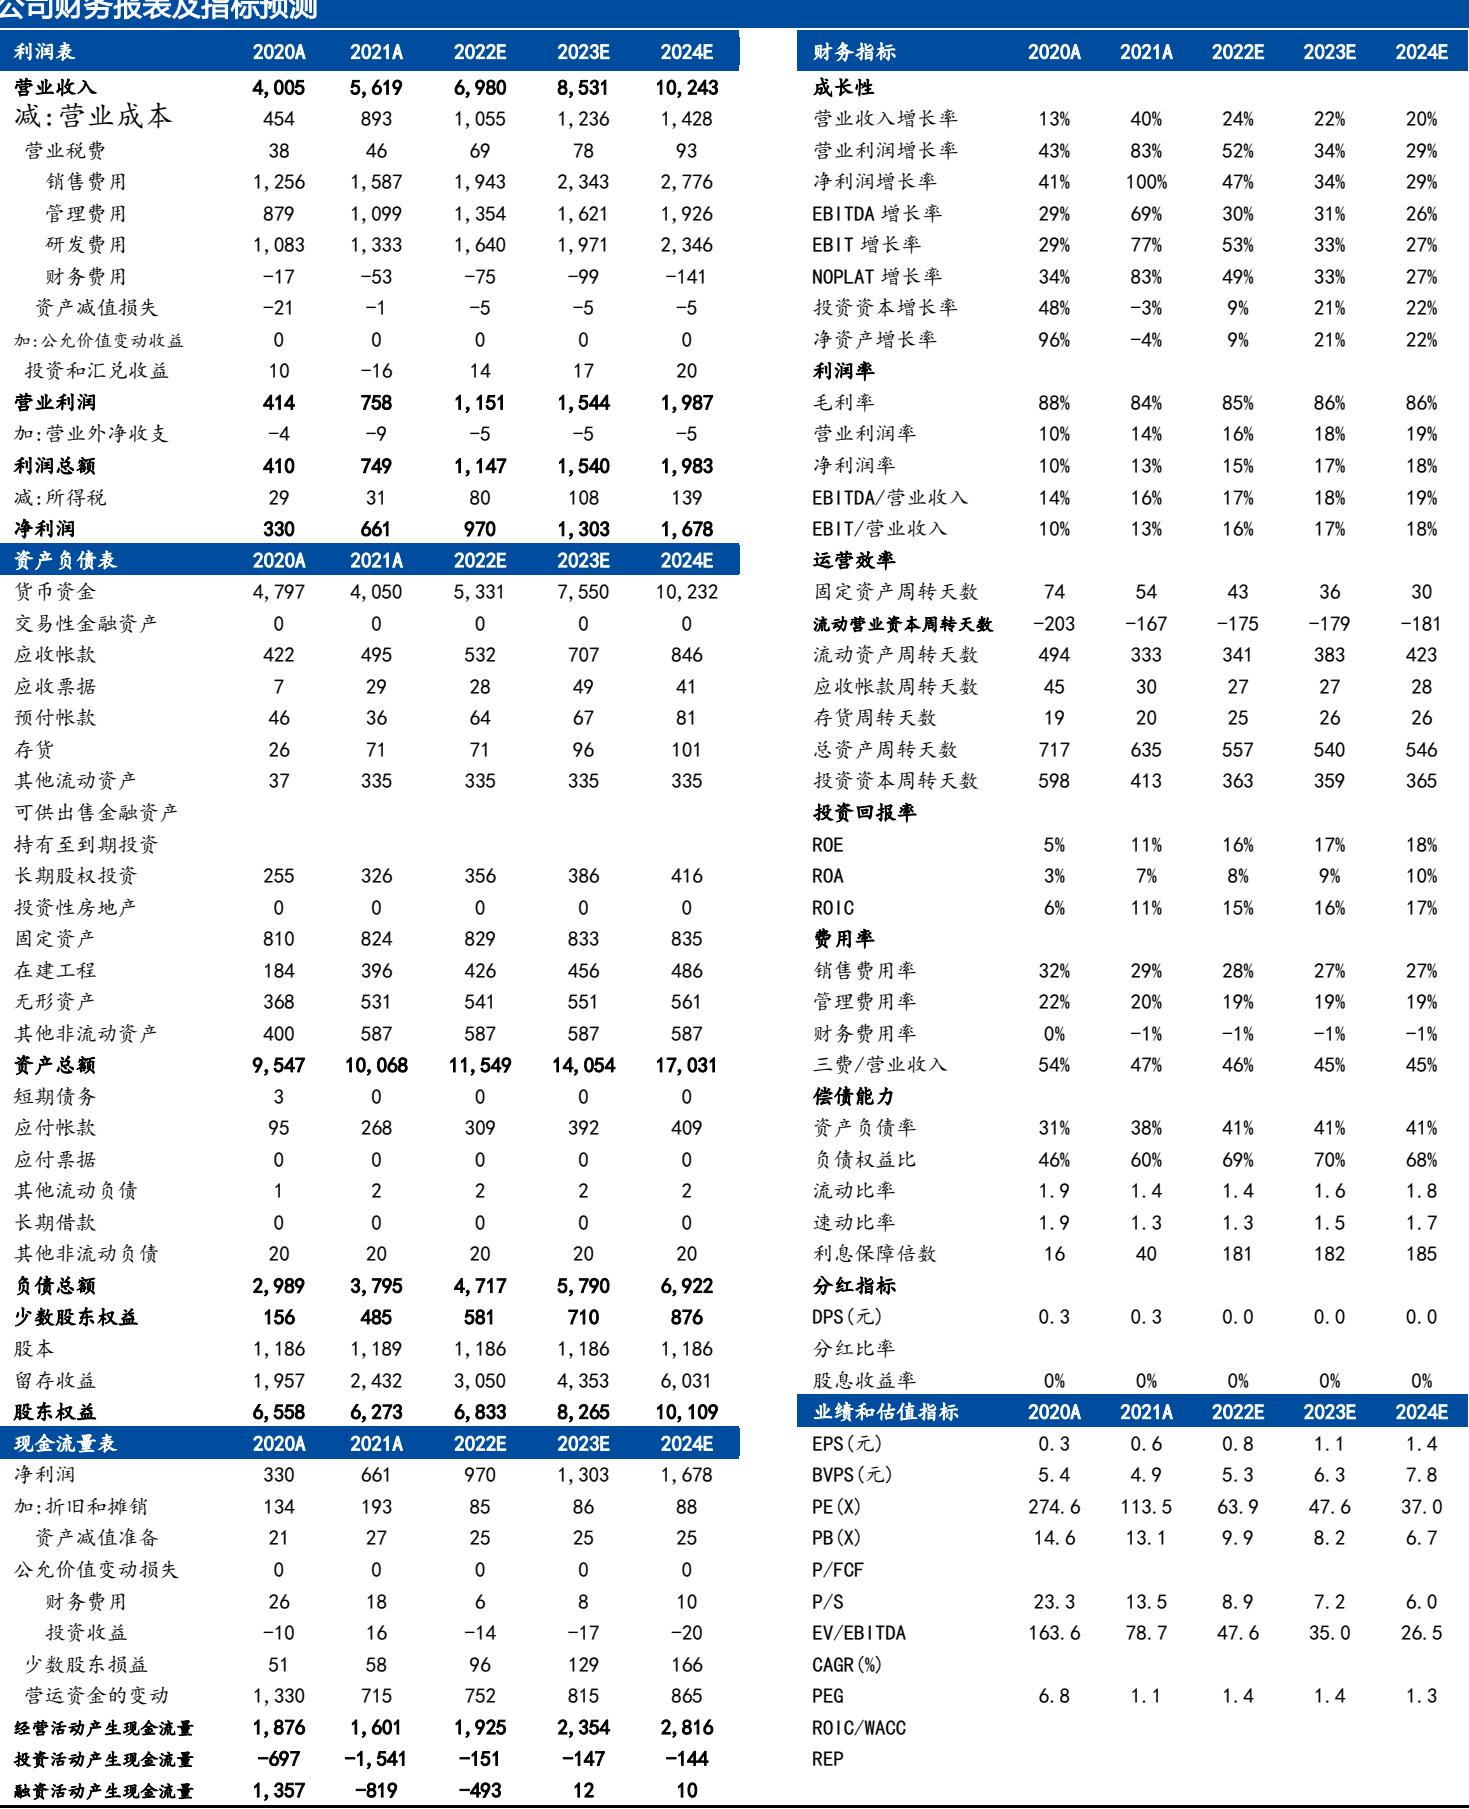 公司财务报表及指标预测
利润表 2020A 2021A 2022E 2023E 2024E
营业收入 4,005 5,619 6,980 8,531 10,243
减:营业成本 454 893 1,055 1,236 1,428
营业税费 38 46 69 78 93
销售费用 1,256 1,587 1,943 2,343 2,776
管理费用 879 1,099 1,354 1,621 1,926
研发费用 1,083 1,333 1,640 1,971 2,346
财务费用 -17 -53 -75 -99 -141
资产减值损失 -21 -1 -5 -5 -5
加:公允价值变动收益 0 0 0 0 0
投资和汇兑收益 10 -16 14 17 20
营业利润 414 758 1,151 1,544 1,987
加:营业外净收支 -4 -9 -5 -5 -5
利润总额 410 749 1,147 1,540 1,983
减:所得税 29 31 80 108 139
净利润 330 661 970 1,303 1,678
资产负债表 2020A 2021A 2022E 2023E 2024E
货币资金 4,797 4,050 5,331 7,550 10,232
交易性金融资产 0 0 0 0 0
应收帐款 422 495 532 707 846
应收票据 7 29 28 49 41
预付帐款 46 36 64 67 81
存货 26 71 71 96 101
其他流动资产 37 335 335 335 335
可供出售金融资产
持有至到期投资
长期股权投资 255 326 356 386 416
投资性房地产 0 0 0 0 0
固定资产 810 824 829 833 835
在建工程 184 396 426 456 486
无形资产 368 531 541 551 561
其他非流动资产 400 587 587 587 587
资产总额 9,547 10,068 11,549 14,054 17,031
短期债务 3 0 0 0 0
应付帐款 95 268 309 392 409
应付票据 0 0 0 0 0
其他流动负债 1 2 2 2 2
长期借款 0 0 0 0 0
其他非流动负债 20 20 20 20 20
负债总额 2,989 3,795 4,717 5,790 6,922
少数股东权益 156 485 581 710 876
股本 1,186 1,189 1,186 1,186 1,186
留存收益 1,957 2,432 3,050 4,353 6,031
股东权益 6,558 6,273 6,833 8,265 10,109
现金流量表 2020A 2021A 2022E 2023E 2024E
净利润 330 661 970 1,303 1,678
加:折旧和摊销 134 193 85 86 88
资产减值准备 21 27 25 25 25
公允价值变动损失 0 0 0 0 0
财务费用 26 18 6 8 10
投资收益 -10 16 -14 -17 -20
少数股东损益 51 58 96 129 166
营运资金的变动 1,330 715 752 815 865
经营活动产生现金流量 1,876 1,601 1,925 2,354 2,816
投资活动产生现金流量 -697 -1,541 -151 -147 -144
融资活动产生现金流量 1,357 -819 -493 12 10
财务指标 2020A 2021A 2022E 2023E 2024E
成长性
营业收入增长率 13% 40% 24% 22% 20%
营业利润增长率 43% 83% 52% 34% 29%
净利润增长率 41% 100% 47% 34% 29%
EBITDA 增长率 29% 69% 30% 31% 26%
EBIT 增长率 29% 77% 53% 33% 27%
NOPLAT 增长率 34% 83% 49% 33% 27%
投资资本增长率 48% -3% 9% 21% 22%
净资产增长率 96% -4% 9% 21% 22%
利润率
毛利率 88% 84% 85% 86% 86%
营业利润率 10% 14% 16% 18% 19%
净利润率 10% 13% 15% 17% 18%
EBITDA/营业收入 14% 16% 17% 18% 19%
EBIT/营业收入 10% 13% 16% 17% 18%
运营效率
固定资产周转天数 74 54 43 36 30
流动营业资本周转天数 -203 -167 -175 -179 -181
流动资产周转天数 494 333 341 383 423
应收帐款周转天数 45 30 27 27 28
存货周转天数 19 20 25 26 26
总资产周转天数 717 635 557 540 546
投资资本周转天数 598 413 363 359 365
投资回报率
ROE 5% 11% 16% 17% 18%
ROA 3% 7% 8% 9% 10%
ROIC 6% 11% 15% 16% 17%
费用率
销售费用率 32% 29% 28% 27% 27%
管理费用率 22% 20% 19% 19% 19%
财务费用率 0% -1% -1% -1% -1%
三费/营业收入 54% 47% 46% 45% 45%
偿债能力
资产负债率 31% 38% 41% 41% 41%
负债权益比 46% 60% 69% 70% 68%
流动比率 1.9 1.4 1.4 1.6 1.8
速动比率 1.9 1.3 1.3 1.5 1.7
利息保障倍数 16 40 181 182 185
分红指标
DPS(元) 0.3 0.3 0.0 0.0 0.0
分红比率
股息收益率 0% 0% 0% 0% 0%
业绩和估值指标 2020A 2021A 2022E 2023E 2024E
EPS(元) 0.3 0.6 0.8 1.1 1.4
BVPS(元) 5.4 4.9 5.3 6.3 7.8
PE(X) 274.6 113.5 63.9 47.6 37.0
PB(X) 14.6 13.1 9.9 8.2 6.7
P/FCF
P/S 23.3 13.5 8.9 7.2 6.0
EV/EBITDA 163.6 78.7 47.6 35.0 26.5
CAGR(%)
PEG 6.8 1.1 1.4 1.4 1.3
ROIC/WACC
REP